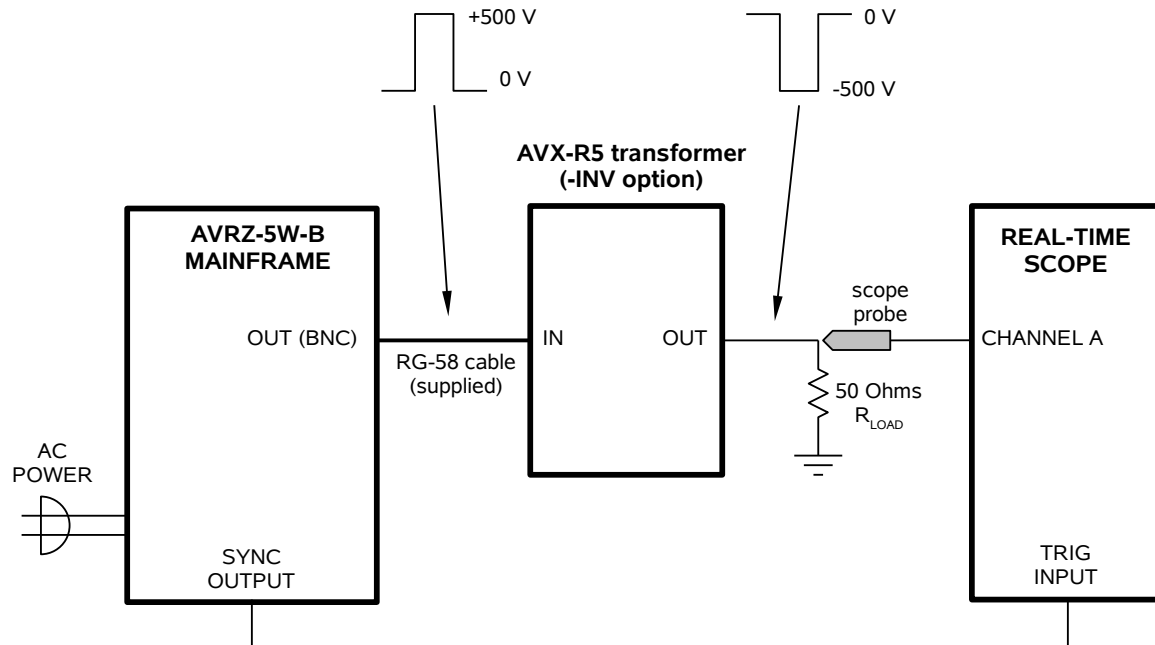 +500 V
0 V
0 V
-500 V
AVX-R5 transformer
(-INV option)
AVRZ-5W-B
MAINFRAME
REAL-TIME
SCOPE
scope
probe
OUT (BNC)
IN
OUT
CHANNEL A
RG-58 cable
(supplied)
50 Ohms
RLOAD
AC
POWER
SYNC
OUTPUT
TRIG
INPUT